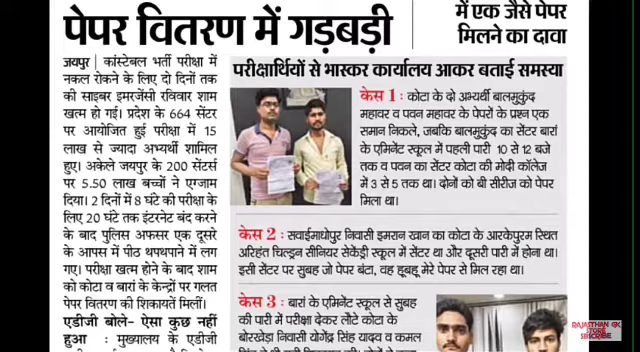 पेपर वितरण में गड़बड़ी
में एक जैसे पेपर
मिलने का दावा
जयपुर | कांस्टेबल भर्ती परीक्षा में
नकल रोकने के लिए दो दिनों तक
की साइबर इमरजेंसी रविवार शाम
खत्म हो गई। प्रदेश के 664 सेंटर
पर आयोजित हुई परीक्षा में 15
लाख से ज्यादा अभ्यर्थी शामिल
हुए। अकेले जयपुर के 200 सेंटर्स
पर 5.50 लाख बच्चों ने एग्जाम
दिया। 2 दिनों में 8 घंटे की परीक्षा के
लिए 20 घंटे तक इंटरनेट बंद करने
के बाद पुलिस अफसर एक दूसरे
के आपस में पीठ थपथपाने में लग
गए। परीक्षा खत्म होने के बाद शाम
को कोटा व बारां के केन्द्रों पर गलत
पेपर वितरण की शिकायतें मिलीं।
एडीजी बोले- ऐसा कुछ नहीं
हुआ : मुख्यालय के एडीजी
परीक्षार्थियों से भास्कर कार्यालय आकर बताई समस्या
केस 1 : कोटा के दो अभ्यर्थी बालमुकुंद
महावर व पवन महावर के पेपरों के प्रश्न एक
समान निकले, जबकि बालमुकुंद का सेंटर बारां
के एमिनेंट स्कूल में पहली पारी 10 से 12 बजे
तक व पवन का सेंटर कोटा की मोदी कॉलेज
में 3 से 5 तक था। दोनों को बी सीरीज को पेपर
मिला था।
केस 2 : सवाईमाधोपुर निवासी इमरान खान का कोटा के आरकेपुरम स्थित
अरिहंत चिल्ड्रन सीनियर सेकेंड्री स्कूल में सेंटर था और दूसरी पारी में होना था।
इसी सेंटर पर सुबह जो पेपर बंटा, वह हूबहू मेरे पेपर से मिल रहा था।
केस 3 : बारां के एमिनेंट स्कूल से सुबह
की पारी में परीक्षा देकर लौटे कोटा के
बोरखेड़ा निवासी योगेंद्र सिंह यादव व कमल
RAJASTHAN GK
STORE